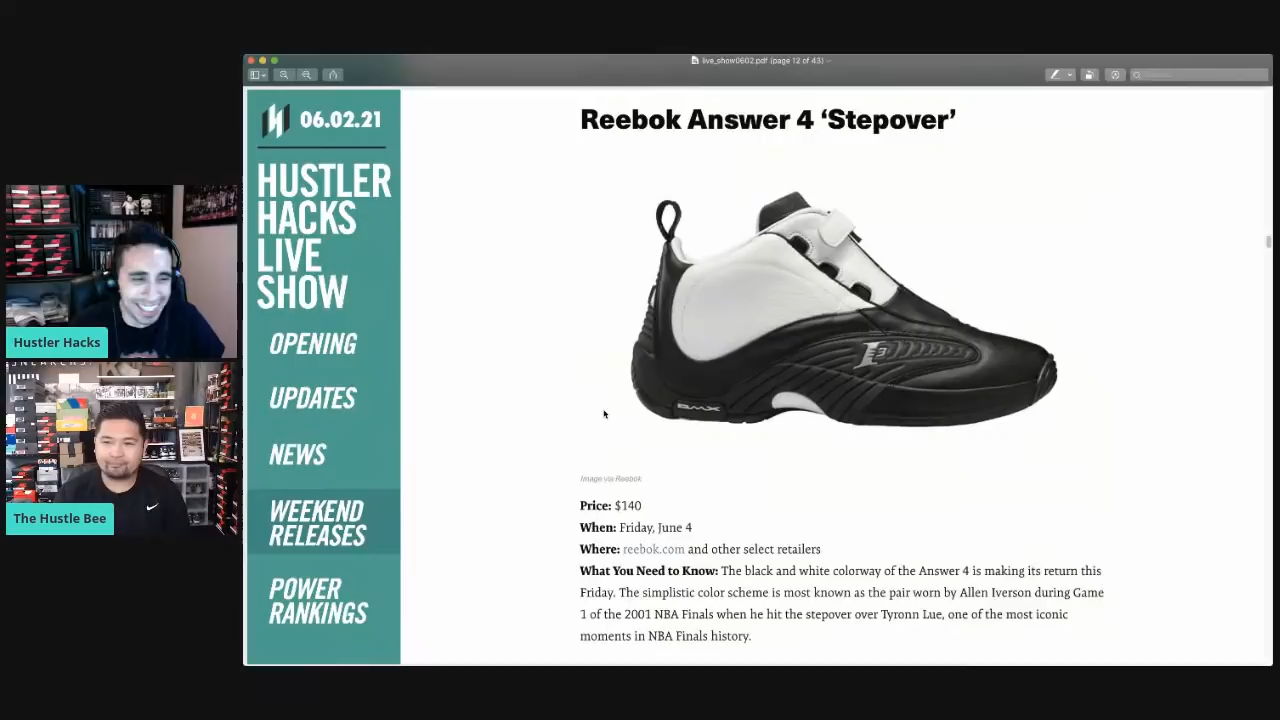 live_show0602.pdf (page 12 of 43)
06.02.21
HUSTLER
HACKS
LIVE
SHOW
OPENING
UPDATES
NEWS
WEEKEND
RELEASES
POWER
RANKINGS
Hustler Hacks
SNEAKERS
The Hustle Bee
Reebok Answer 4 ‘Stepover’
DMX
Image via Reebok
Price: $140
When: Friday, June 4
Where: reebok.com and other select retailers
What You Need to Know: The black and white colorway of the Answer 4 is making its return this
Friday. The simplistic color scheme is most known as the pair worn by Allen Iverson during Game
1 of the 2001 NBA Finals when he hit the stepover over Tyronn Lue, one of the most iconic
moments in NBA Finals history.